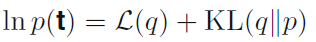 ln p(𝐭) = ℒ(q) + KL(q||p)